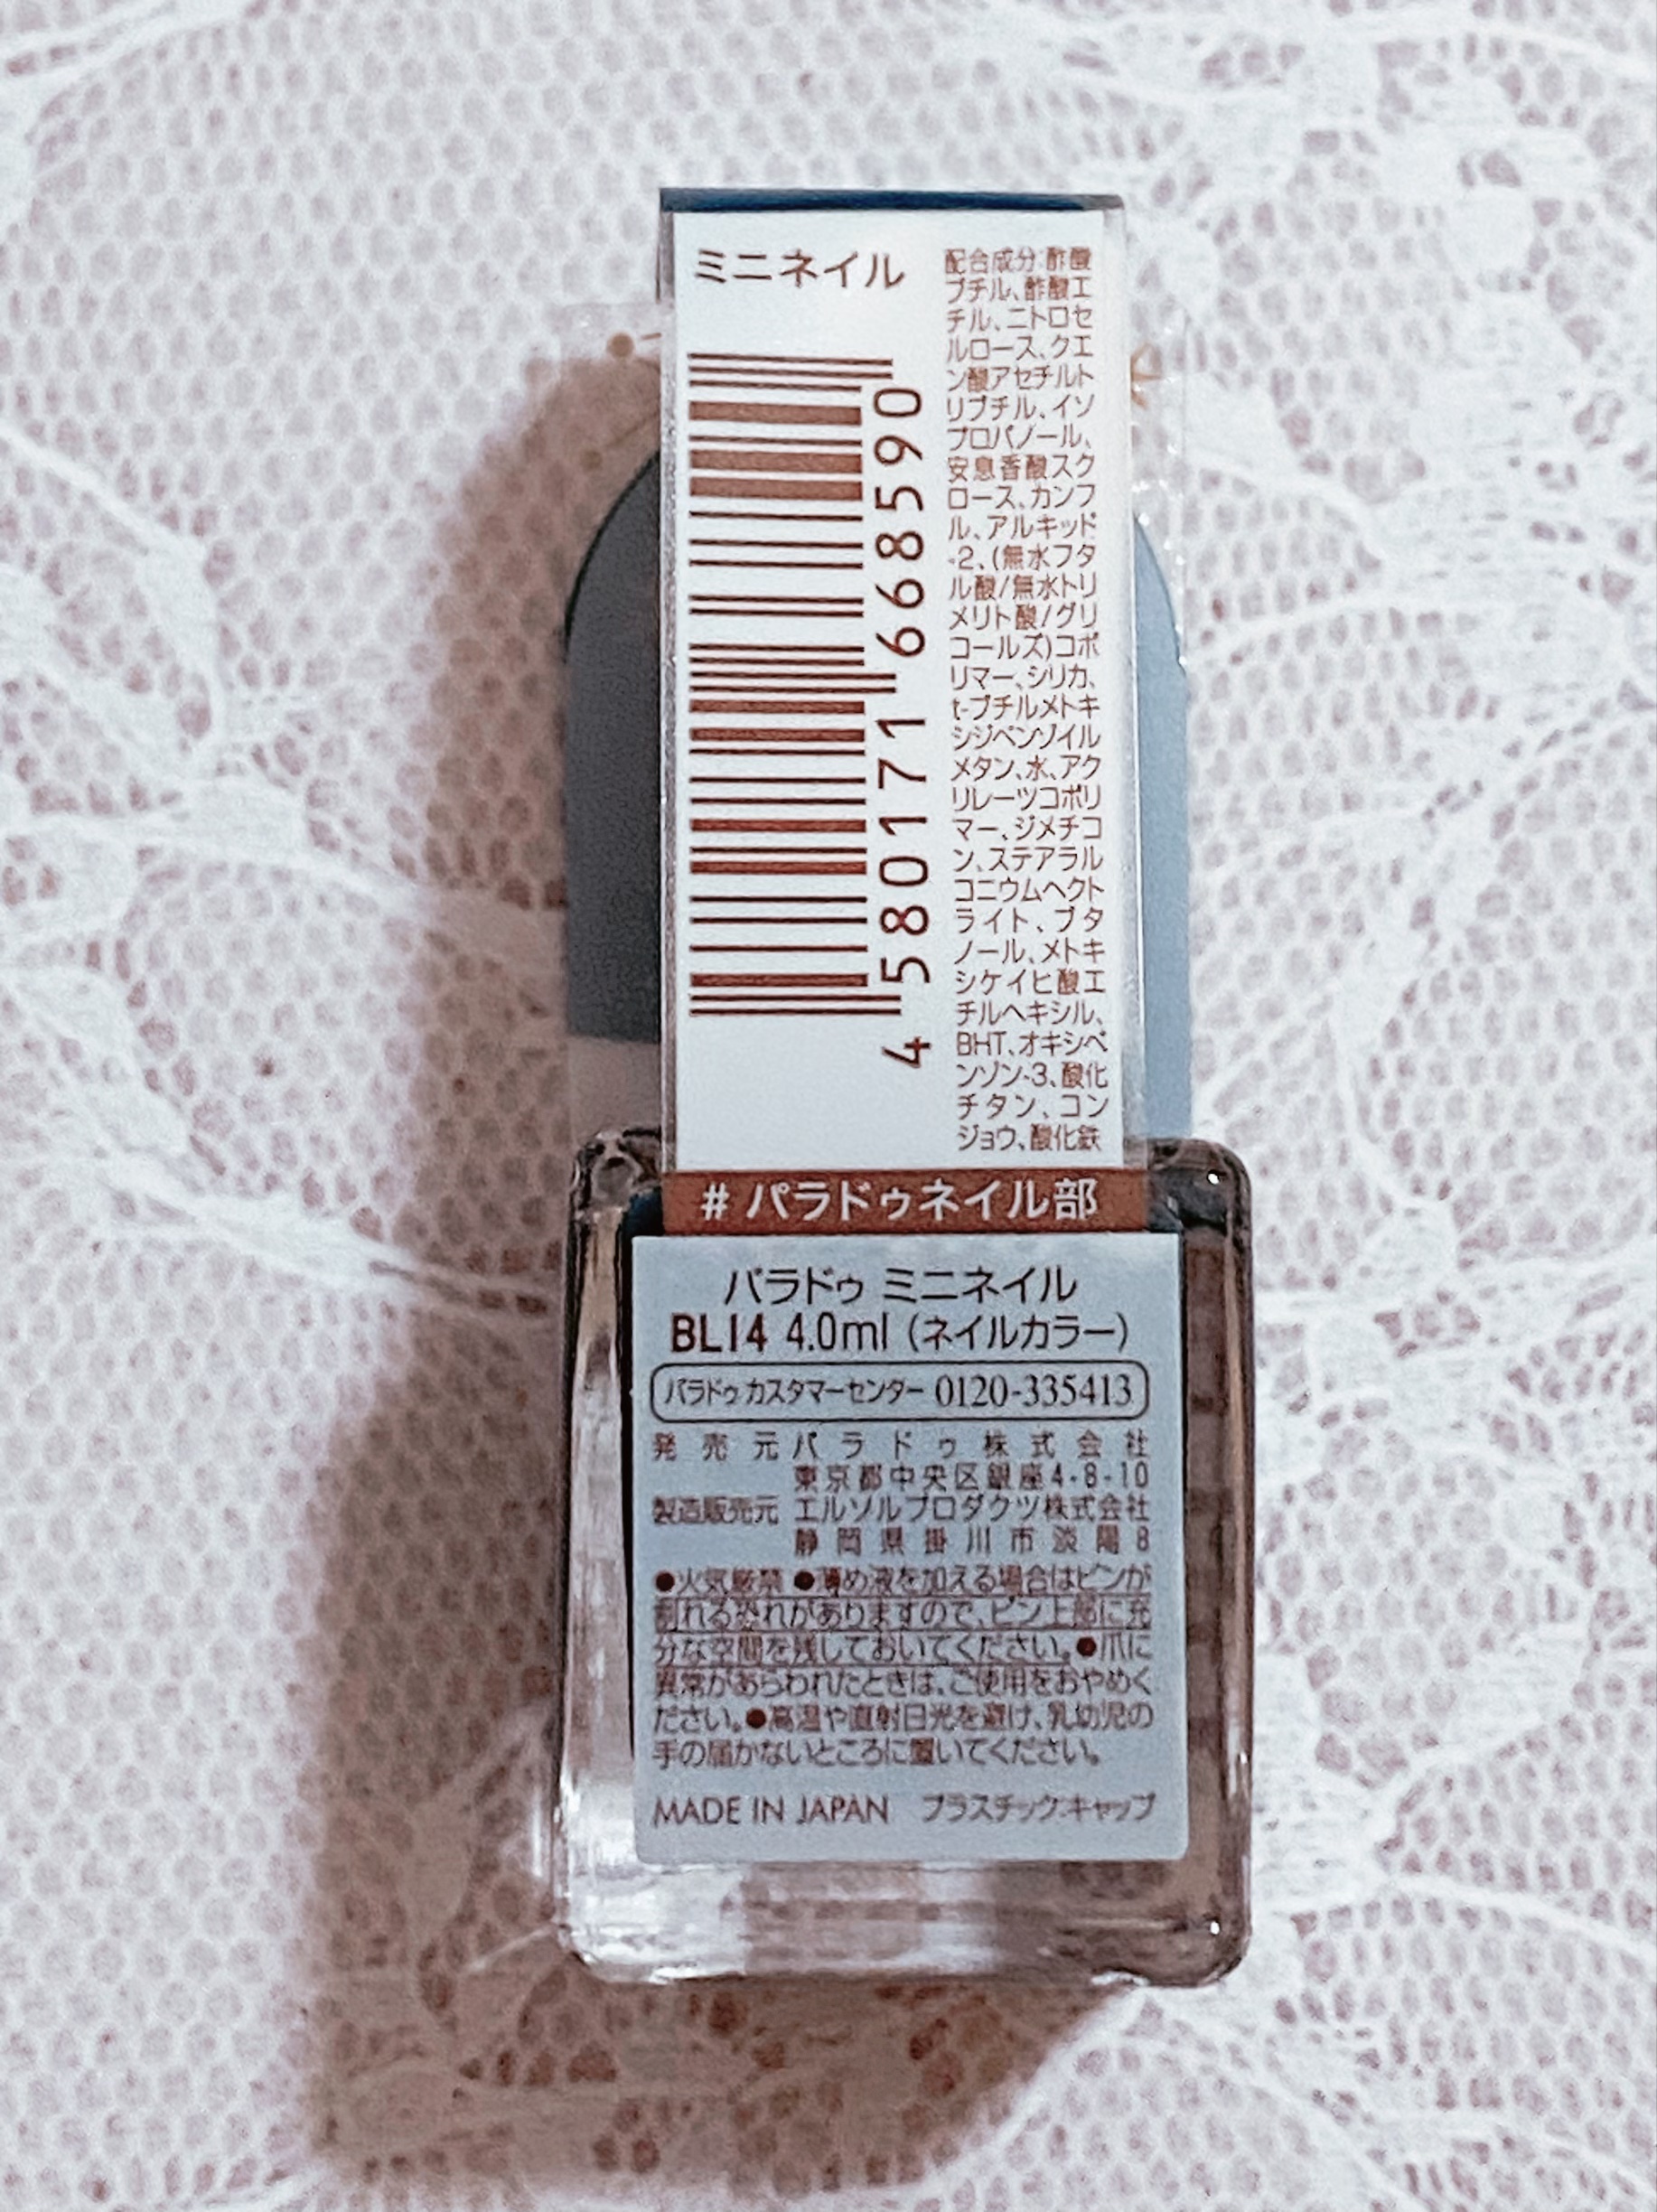 ミニネイル
4580171668590
配合成分:酢酸
ブチル、酢酸エ
チル、ニトロセ
ルロース、クエ
ン酸アセチルト
リブチル、イソ
プロパノール、
安息香酸スク
ロース、カンフ
ル、アルキッド
-2、(無水フタ
ル酸/無水トリ
メリト酸/グリ
コールズ)コポ
リマー、シリカ、
t-ブチルメトキ
シジベンゾイル
メタン、水、アク
リレーツコポリ
マー、ジメチコ
ン、ステアラル
コニウムヘクト
ライト、ブタ
ノール、メトキ
シケイヒ酸エ
チルヘキシル、
BHT、オキシベ
ンゾン-3、酸化
チタン、コン
ジョウ、酸化鉄
#パラドゥネイル部
パラドゥ ミニネイル
BL14 4.0ml (ネイルカラー)
パラドゥカスタマーセンター 0120-335413
発売元 パラドゥ株式会社
東京都中央区銀座4-8-10
製造販売元 エルソルプロダクツ株式会社
静岡県掛川市淡陽8
●火気厳禁 ●薄め液を加える場合はビンが
割れる恐れがありますので、ビン上部に充
分な空間を残しておいてください。●爪に
異常があらわれたときは、ご使用をおやめく
ださい。●高温や直射日光を避け、乳幼児の
手の届かないところに置いてください。
MADE IN JAPAN プラスチック:キャップ